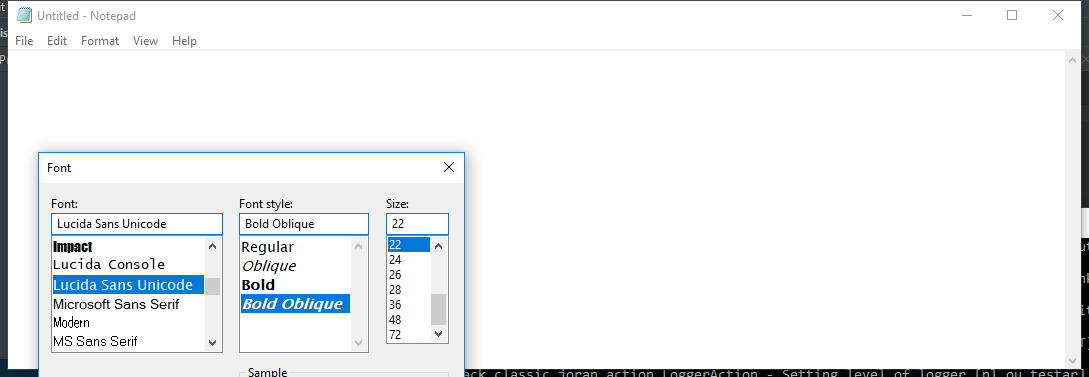 Untitled - Notepad
File Edit Format View Help
Font
Font: Font style: Size:
Lucida Sans Unicode Bold Oblique 22
Impact Regular 22
Lucida Console Oblique 24
Lucida Sans Unicode Bold 26
Microsoft Sans Serif Bold Oblique 28
Modern 36
MS Sans Serif 48
72
Sample
ack classic joran action LoggerAction - Setting level of logger [nl ou testar]